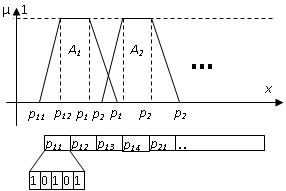 μ 1
A1 A2
...
x
p11 p12 p1 p2 p1 p2 p2
p11 p12 p13 p14 p21 ..
1 0 1 0 1